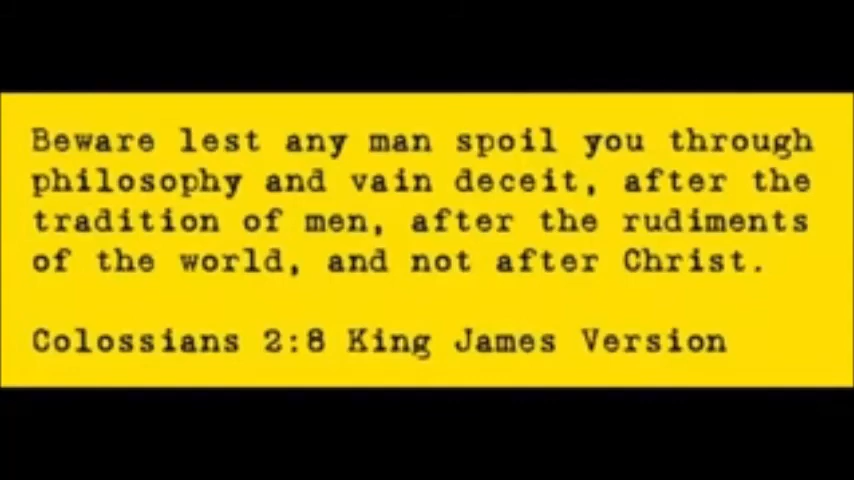 Beware lest any man spoil you through
philosophy and vain deceit, after the
tradition of men, after the rudiments
of the world, and not after Christ.
Colossians 2:8 King James Version